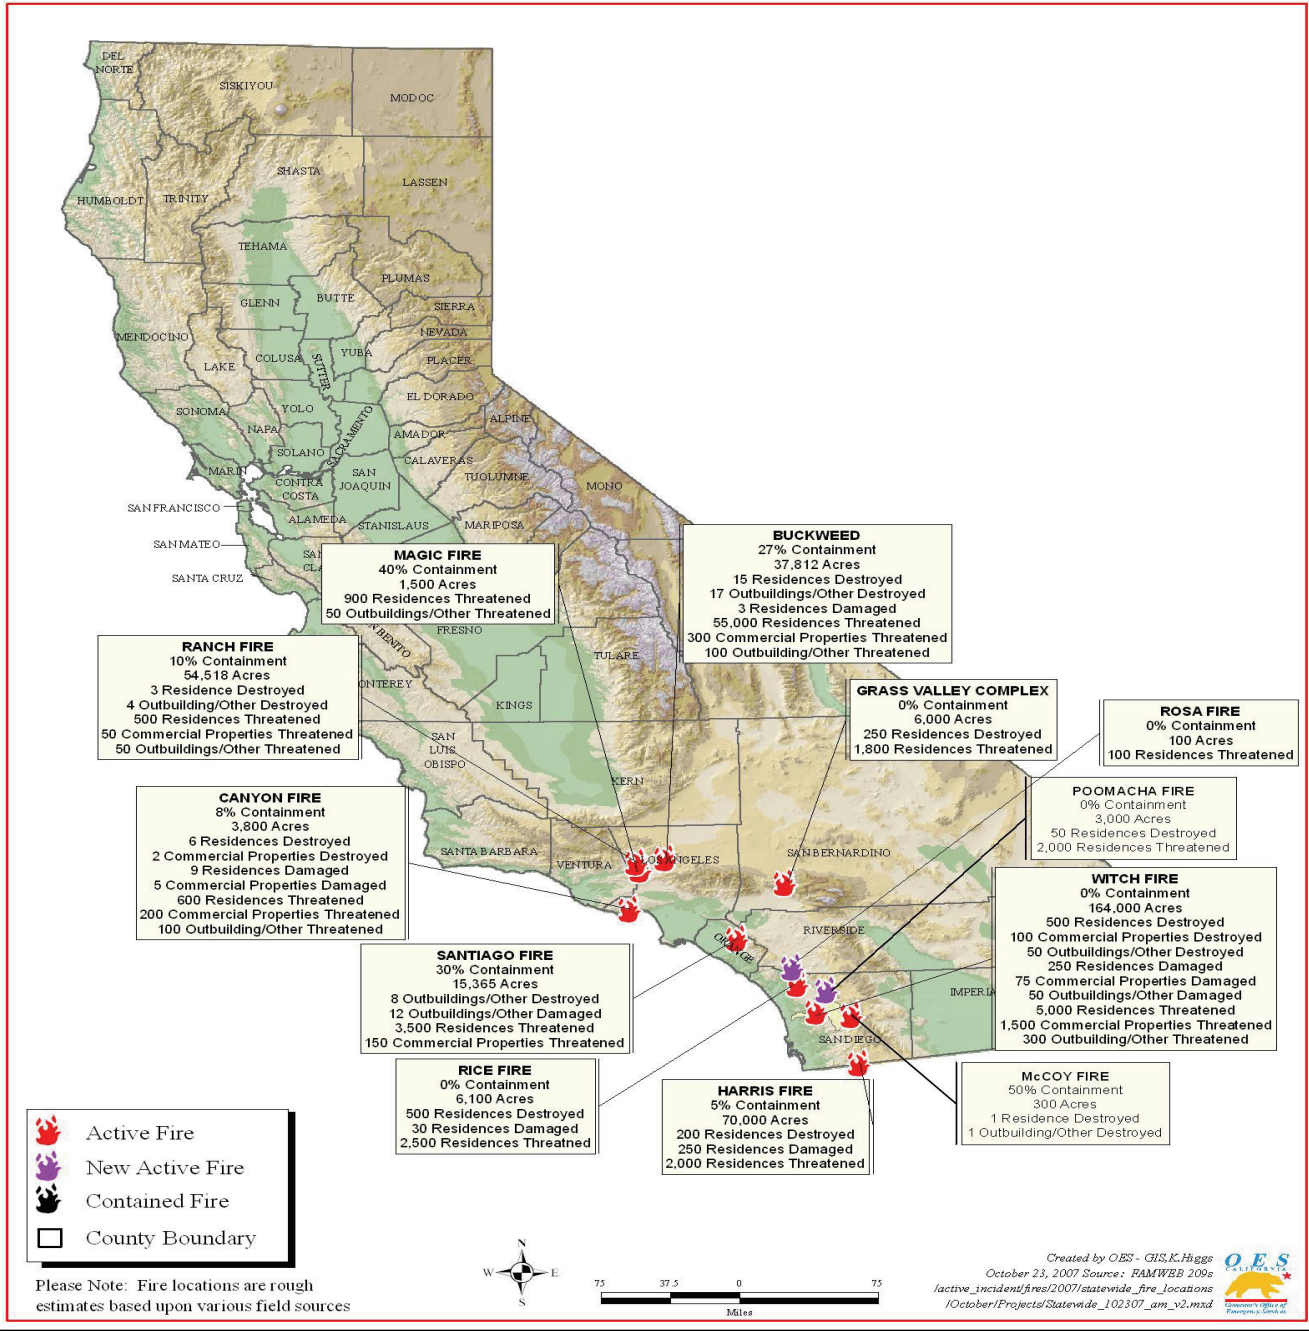 DEL
NORTE
SISKIYOU
MODOC
SHASTA
LASSEN
HUMBOLDT
TRINITY
TEHAMA
PLUMAS
GLENN
BUTTE
SIERRA
MENDOCINO
NEVADA
COLUSA
SUTTER
YUBA
PLACER
LAKE
EL DORADO
SONOMA
YOLO
NAPA
SACRAMENTO
ALPINE
AMADOR
SOLANO
CALAVERAS
MARIN
CONTRA
COSTA
SAN
JOAQUIN
TUOLUMNE
MONO
SAN FRANCISCO
ALAMEDA
STANISLAUS
MARIPOSA
SAN MATEO
SAN
CLA
SANTA CRUZ
MAGIC FIRE
40% Containment
1,500 Acres
900 Residences Threatened
50 Outbuildings/Other Threatened
BUCKWEED
27% Containment
37,812 Acres
15 Residences Destroyed
17 Outbuildings/Other Destroyed
3 Residences Damaged
55,000 Residences Threatened
300 Commercial Properties Threatened
100 Outbuilding/Other Threatened
FRESNO
N BENITO
TULARE
ONTEREY
KINGS
RANCH FIRE
10% Containment
54,518 Acres
3 Residence Destroyed
4 Outbuilding/Other Destroyed
500 Residences Threatened
50 Commercial Properties Threatened
50 Outbuildings/Other Threatened
GRASS VALLEY COMPLEX
0% Containment
6,000 Acres
250 Residences Destroyed
1,800 Residences Threatened
ROSA FIRE
0% Containment
100 Acres
100 Residences Threatened
SAN
LUIS
OBISPO
KERN
CANYON FIRE
8% Containment
3,800 Acres
6 Residences Destroyed
2 Commercial Properties Destroyed
9 Residences Damaged
5 Commercial Properties Damaged
600 Residences Threatened
200 Commercial Properties Threatened
100 Outbuilding/Other Threatened
POOMACHA FIRE
0% Containment
3,000 Acres
50 Residences Destroyed
2,000 Residences Threatened
SANTA BARBARA
VENTURA
LOS ANGELES
SAN BERNARDINO
WITCH FIRE
0% Containment
164,000 Acres
500 Residences Destroyed
100 Commercial Properties Destroyed
50 Outbuildings/Other Destroyed
250 Residences Damaged
75 Commercial Properties Damaged
50 Outbuildings/Other Damaged
5,000 Residences Threatened
1,500 Commercial Properties Threatened
300 Outbuilding/Other Threatened
ORANGE
RIVERSIDE
IMPERIA
SAN DIEGO
SANTIAGO FIRE
30% Containment
15,365 Acres
8 Outbuildings/Other Destroyed
12 Outbuildings/Other Damaged
3,500 Residences Threatened
150 Commercial Properties Threatened
RICE FIRE
0% Containment
6,100 Acres
500 Residences Destroyed
30 Residences Damaged
2,500 Residences Threatned
HARRIS FIRE
5% Containment
70,000 Acres
200 Residences Destroyed
250 Residences Damaged
2,000 Residences Threatened
McCOY FIRE
50% Containment
300 Acres
1 Residence Destroyed
1 Outbuilding/Other Destroyed
Active Fire
New Active Fire
Contained Fire
County Boundary
Please Note: Fire locations are rough
estimates based upon various field sources
N
W E
S
75 37.5 0 75
Miles
Created by OES - GIS,K.Higgs
October 23, 2007 Source: FAMWEB 209s
/active_incident/fires/2007/statewide_fire_locations
/October/Projects/Statewide_102307_am_v2.mxd
OES
CALIFORNIA
Governor's Office of
Emergency Services